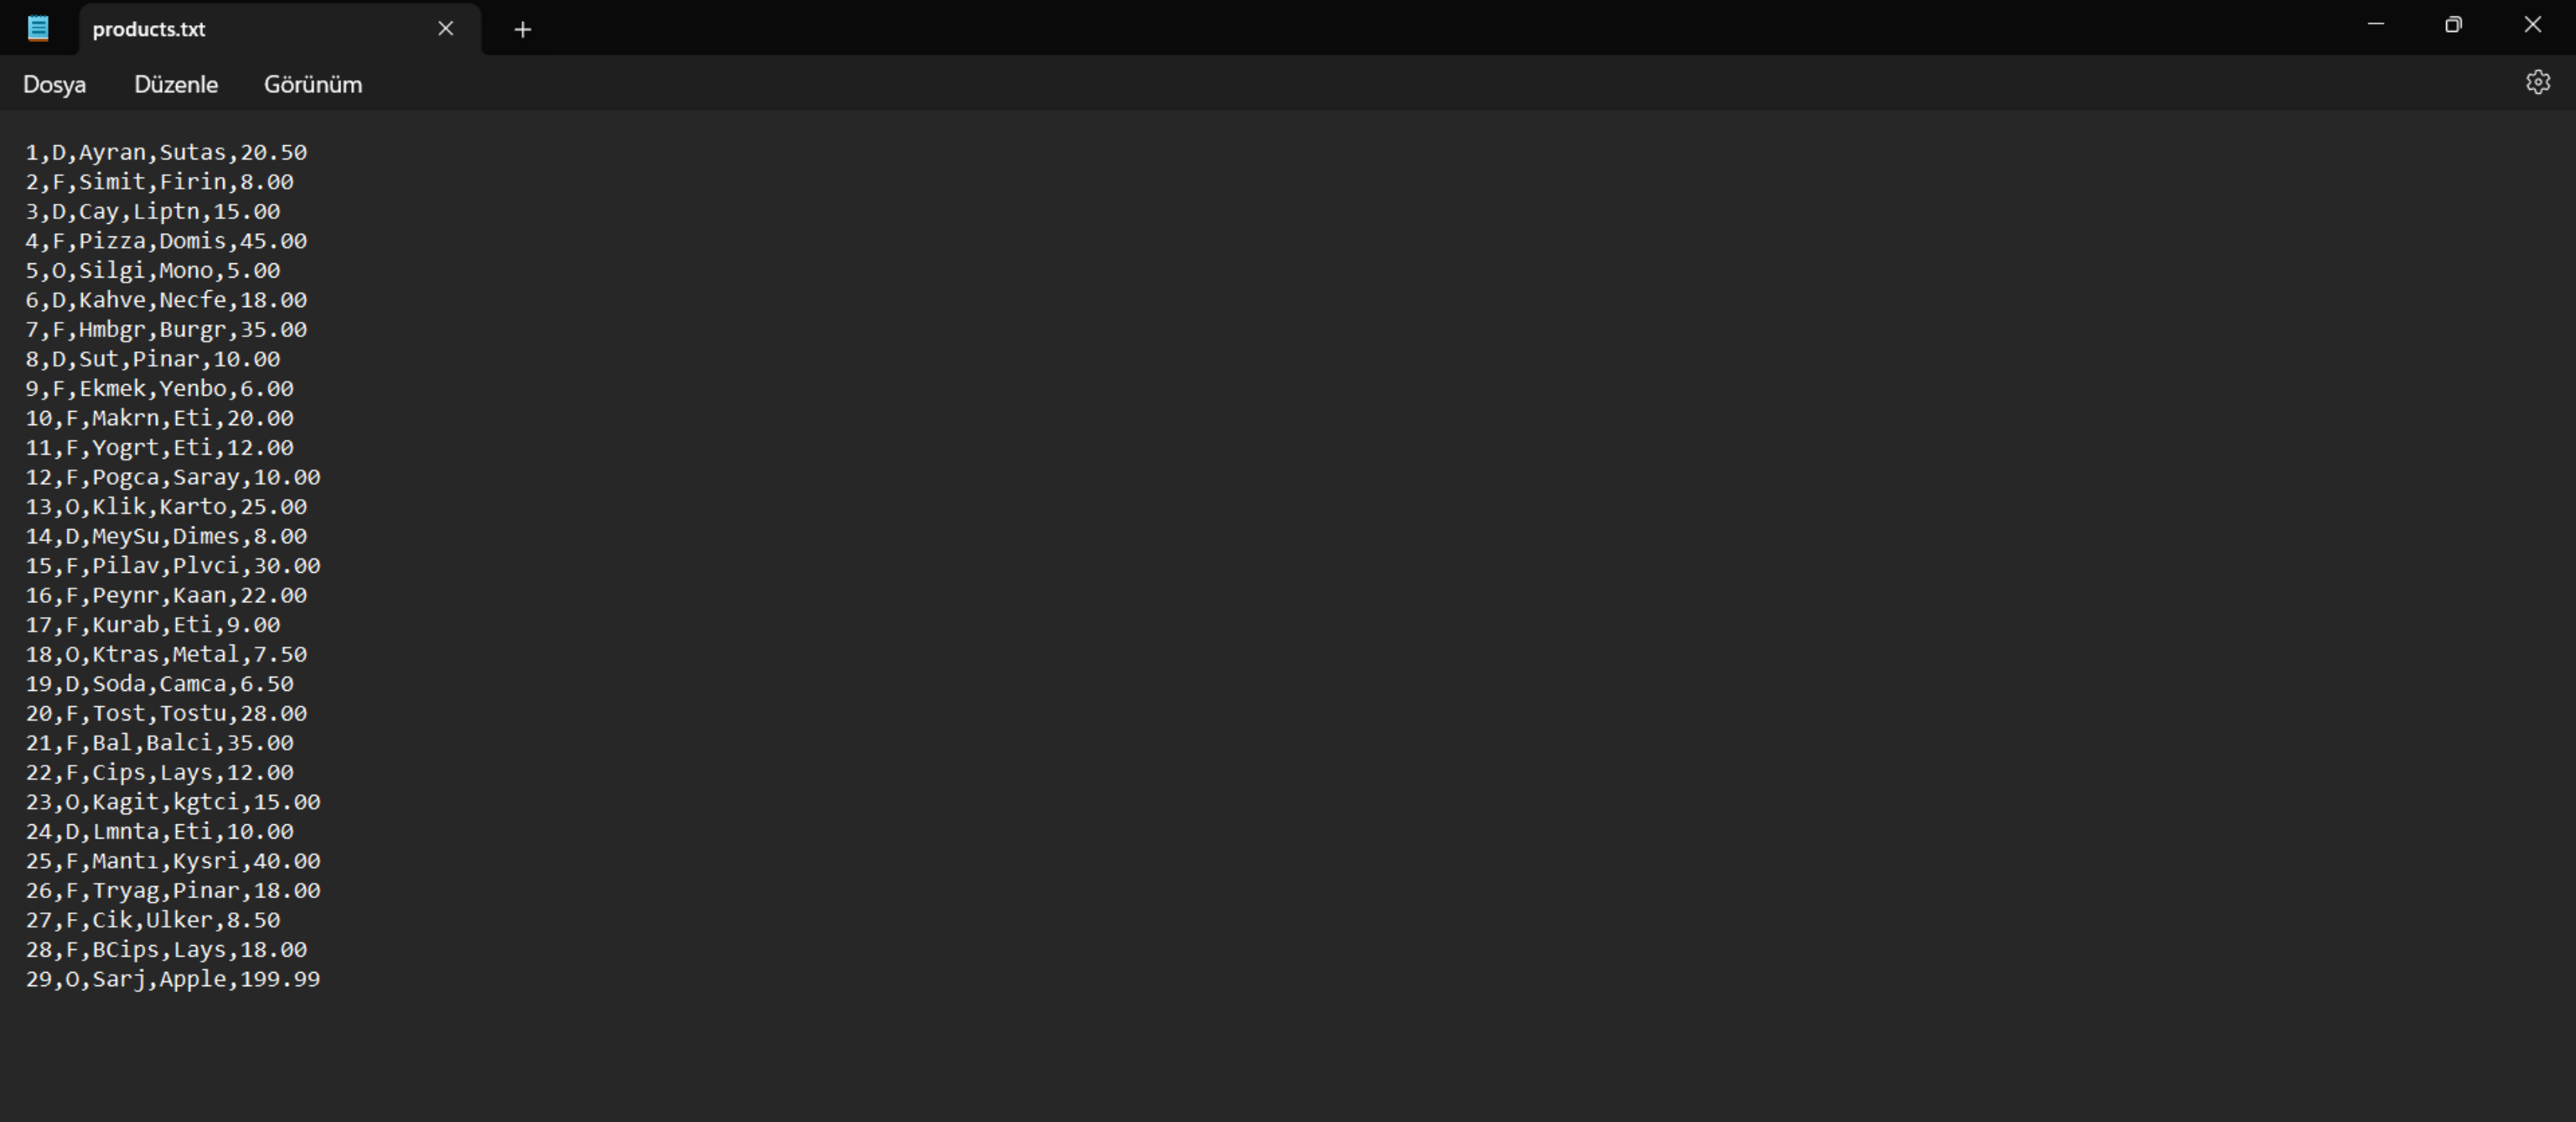 products.txt
Dosya Düzenle Görünüm
1,D,Ayran,Sutas,20.50
2,F,Simit,Firin,8.00
3,D,Cay,Liptn,15.00
4,F,Pizza,Domis,45.00
5,O,Silgi,Mono,5.00
6,D,Kahve,Necfe,18.00
7,F,Hmbgr,Burgr,35.00
8,D,Sut,Pinar,10.00
9,F,Ekmek,Yenbo,6.00
10,F,Makrn,Eti,20.00
11,F,Yogrt,Eti,12.00
12,F,Pogca,Saray,10.00
13,O,Klik,Karto,25.00
14,D,MeySu,Dimes,8.00
15,F,Pilav,Plvci,30.00
16,F,Peynr,Kaan,22.00
17,F,Kurab,Eti,9.00
18,O,Ktras,Metal,7.50
19,D,Soda,Camca,6.50
20,F,Tost,Tostu,28.00
21,F,Bal,Balci,35.00
22,F,Cips,Lays,12.00
23,O,Kagit,kgtci,15.00
24,D,Lmnta,Eti,10.00
25,F,Mantı,Kysri,40.00
26,F,Tryag,Pinar,18.00
27,F,Cik,Ulker,8.50
28,F,BCips,Lays,18.00
29,O,Sarj,Apple,199.99